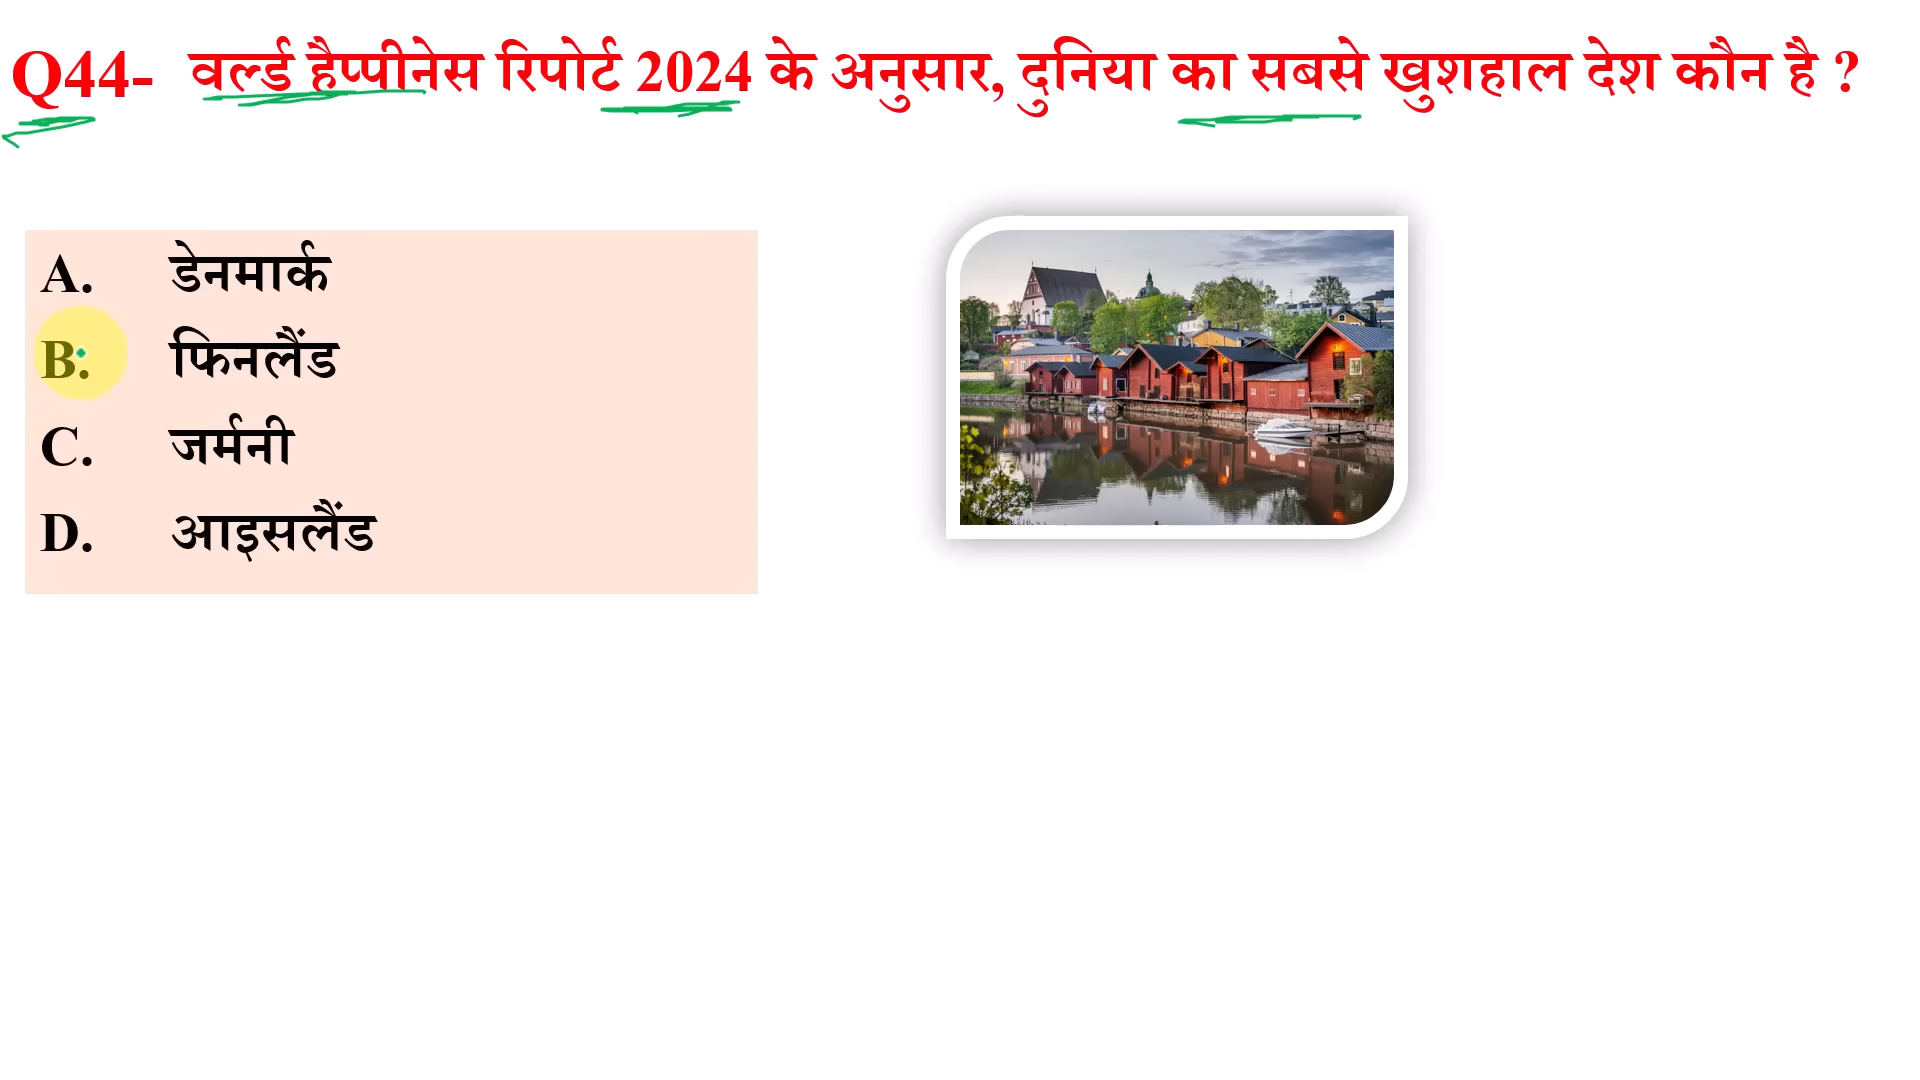 Q44- वर्ल्ड हैप्पीनेस रिपोर्ट 2024 के अनुसार, दुनिया का सबसे खुशहाल देश कौन है ?
A. डेनमार्क
B. फिनलैंड
C. जर्मनी
D. आइसलैंड